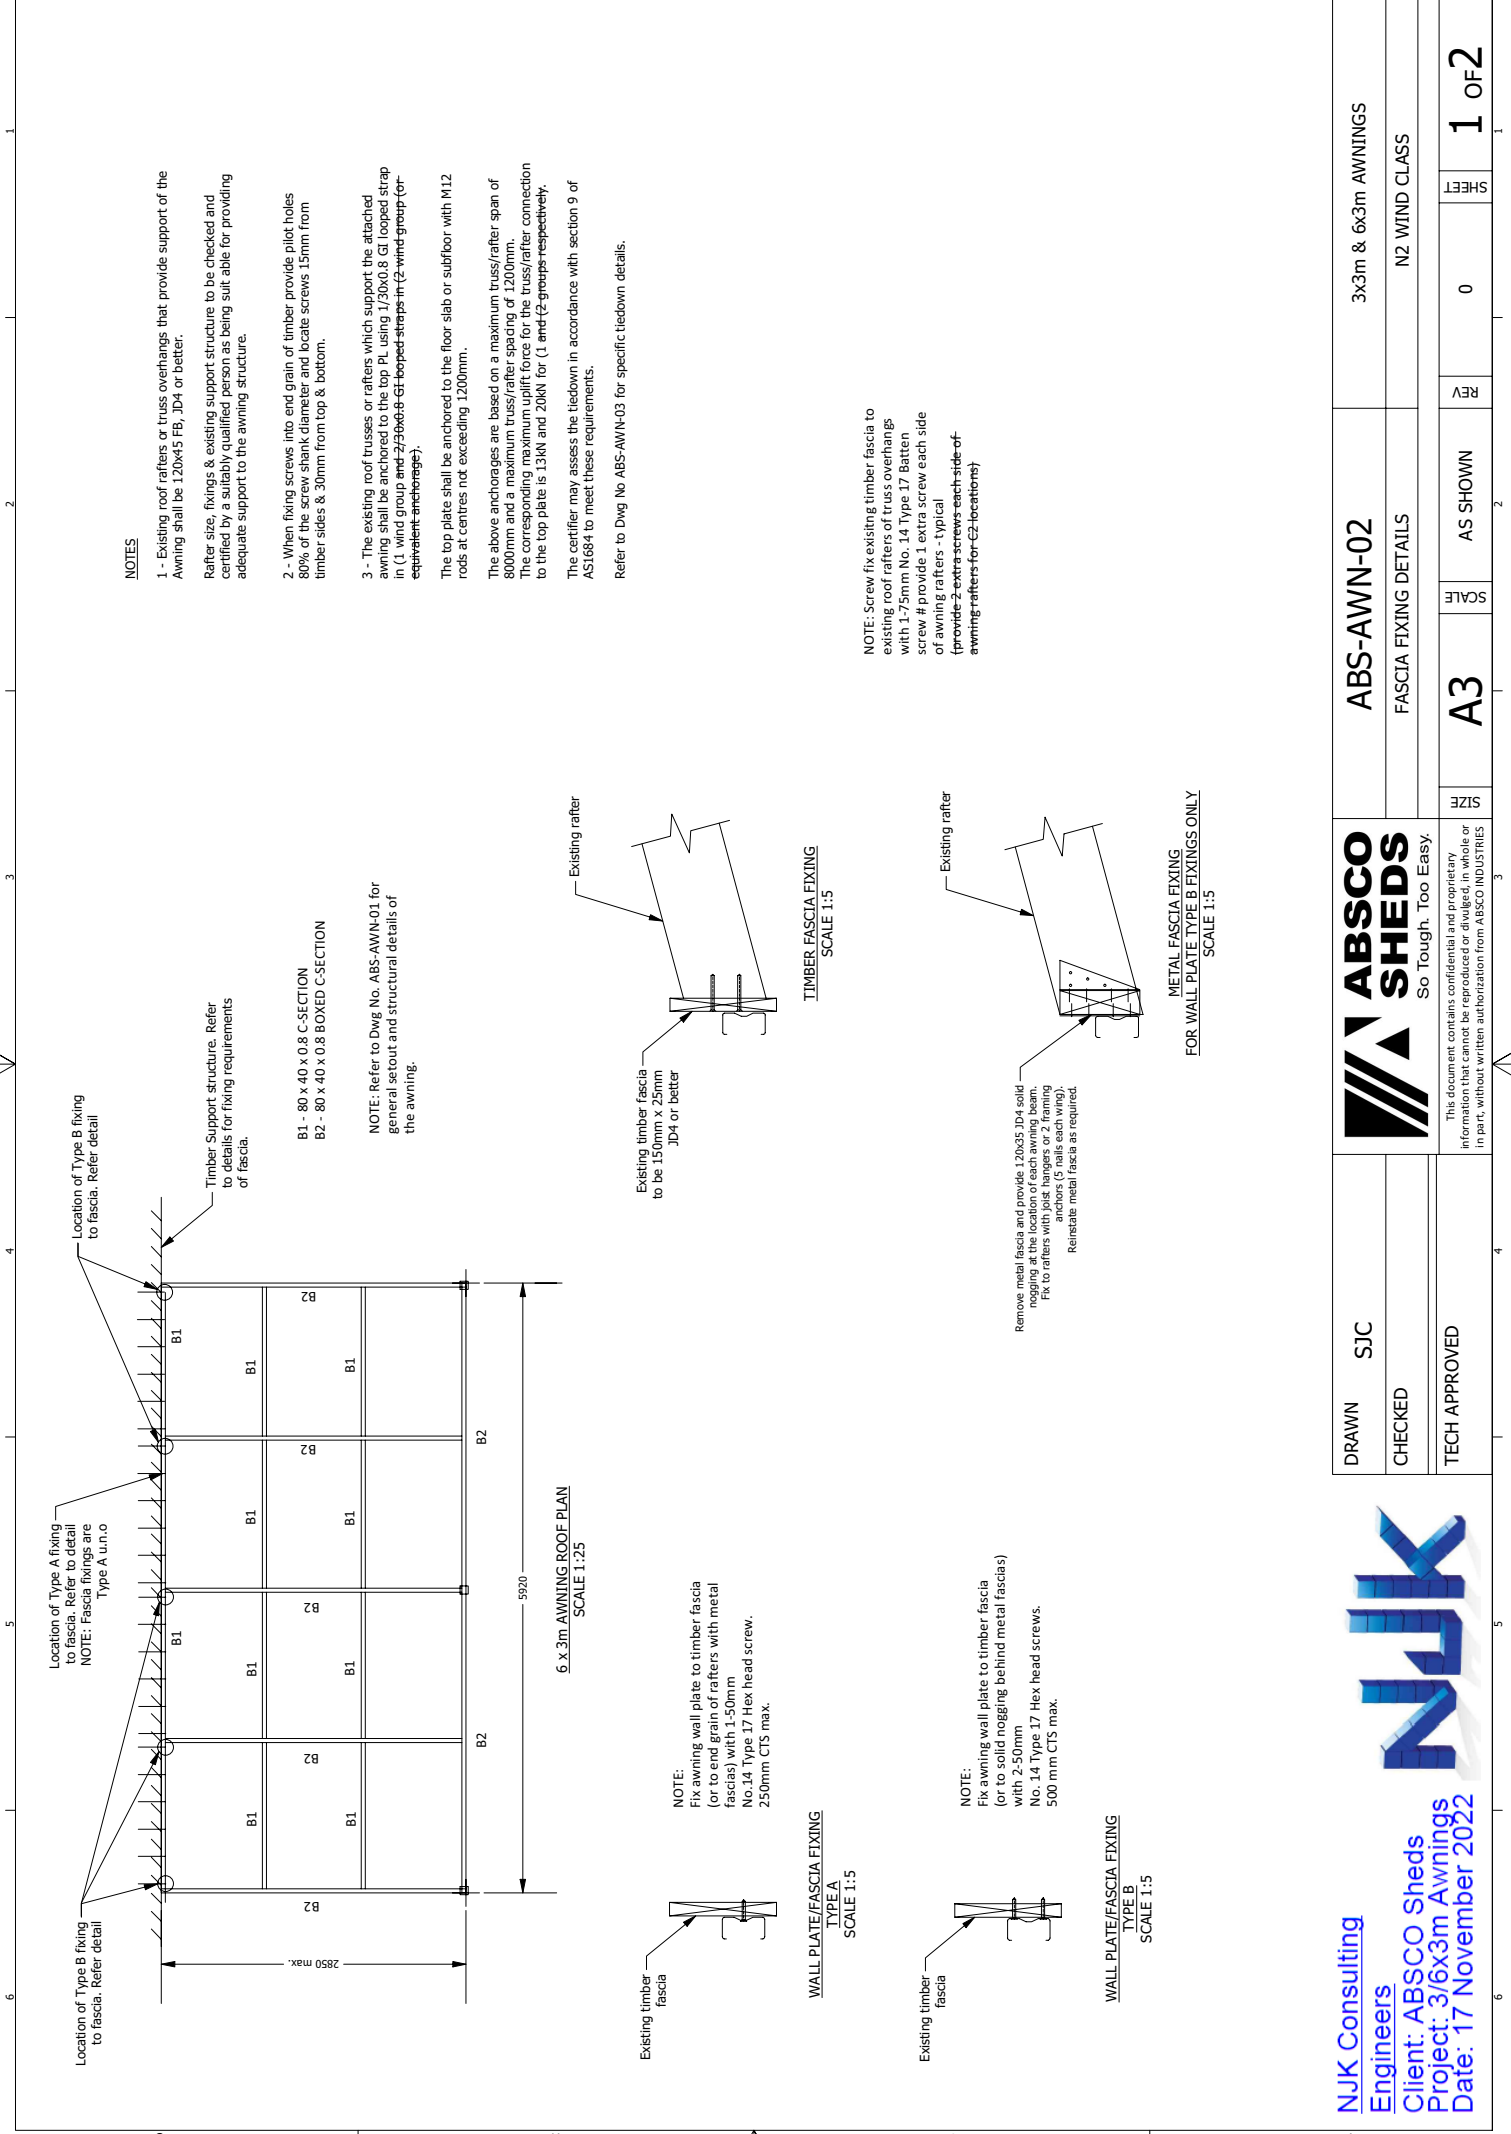 6
5
4
3
2
1
Location of Type B fixing
to fascia. Refer detail
Location of Type A fixing
to fascia. Refer to detail
NOTE: Fascia fixings are
Type A u.n.o
Location of Type B fixing
to fascia. Refer detail
Timber Support structure. Refer
to details for fixing requirements
of fascia.
B1
B1
B1
B1
B1
B1
B1
B1
B1
B1
B2
B2
B2
B2
B2
B2
B2
2850 max.
5920
6 x 3m AWNING ROOF PLAN
SCALE 1:25
B1 - 80 x 40 x 0.8 C-SECTION
B2 - 80 x 40 x 0.8 BOXED C-SECTION
NOTE: Refer to Dwg No. ABS-AWN-01 for
general setout and structural details of
the awning.
NOTES
1 - Existing roof rafters or truss overhangs that provide support of the
Awning shall be 120x45 FB, JD4 or better.
Rafter size, fixings & existing support structure to be checked and
certified by a suitably qualified person as being suit able for providing
adequate support to the awning structure.
2 - When fixing screws into end grain of timber provide pilot holes
80% of the screw shank diameter and locate screws 15mm from
timber sides & 30mm from top & bottom.
3 - The existing roof trusses or rafters which support the attached
awning shall be anchored to the top PL using 1/30x0.8 GI looped strap
in (1 wind group and 2/30x0.8 GI looped straps in (2 wind group (or
equivalent anchorage).
The top plate shall be anchored to the floor slab or subfloor with M12
rods at centres not exceeding 1200mm.
The above anchorages are based on a maximum truss/rafter span of
8000mm and a maximum truss/rafter spacing of 1200mm.
The corresponding maximum uplift force for the truss/rafter connection
to the top plate is 13kN and 20kN for (1 and (2 groups respectively.
The certifier may assess the tiedown in accordance with section 9 of
AS1684 to meet these requirements.
Refer to Dwg No ABS-AWN-03 for specific tiedown details.
Existing timber
fascia
NOTE:
Fix awning wall plate to timber fascia
(or to end grain of rafters with metal
fascias) with 1-50mm
No.14 Type 17 Hex head screw.
250mm CTS max.
WALL PLATE/FASCIA FIXING
TYPE A
SCALE 1:5
Existing timber fascia
to be 150mm x 25mm
JD4 or better
Existing rafter
TIMBER FASCIA FIXING
SCALE 1:5
NOTE: Screw fix exisitng timber fascia to
existing roof rafters of truss overhangs
with 1-75mm No. 14 Type 17 Batten
screw # provide 1 extra screw each side
of awning rafters - typical
(provide 2 extra screws each side of
awning rafters for C2 locations)
Existing timber
fascia
NOTE:
Fix awning wall plate to timber fascia
(or to solid nogging behind metal fascias)
with 2-50mm
No. 14 Type 17 Hex head screws.
500 mm CTS max.
WALL PLATE/FASCIA FIXING
TYPE B
SCALE 1:5
Remove metal fascia and provide 120x35 JD4 solid
nogging at the location of each awning beam.
Fix to rafters with joist hangers or 2 framing
anchors (5 nails each wing).
Reinstate metal fascia as required.
Existing rafter
METAL FASCIA FIXING
FOR WALL PLATE TYPE B FIXINGS ONLY
SCALE 1:5
NJK Consulting
Engineers
Client: ABSCO Sheds
Project: 3/6x3m Awnings
Date: 17 November 2022
NJK
DRAWN
SJC
CHECKED
TECH APPROVED
ABSCO
SHEDS
So Tough. Too Easy.
This document contains confidential and proprietary
information that cannot be reproduced or divulged, in whole or
in part, without written authorization from ABSCO INDUSTRIES
ABS-AWN-02
3x3m & 6x3m AWNINGS
FASCIA FIXING DETAILS
N2 WIND CLASS
SIZE
A3
SCALE
AS SHOWN
REV
0
SHEET
1 OF 2
6
5
4
3
2
1